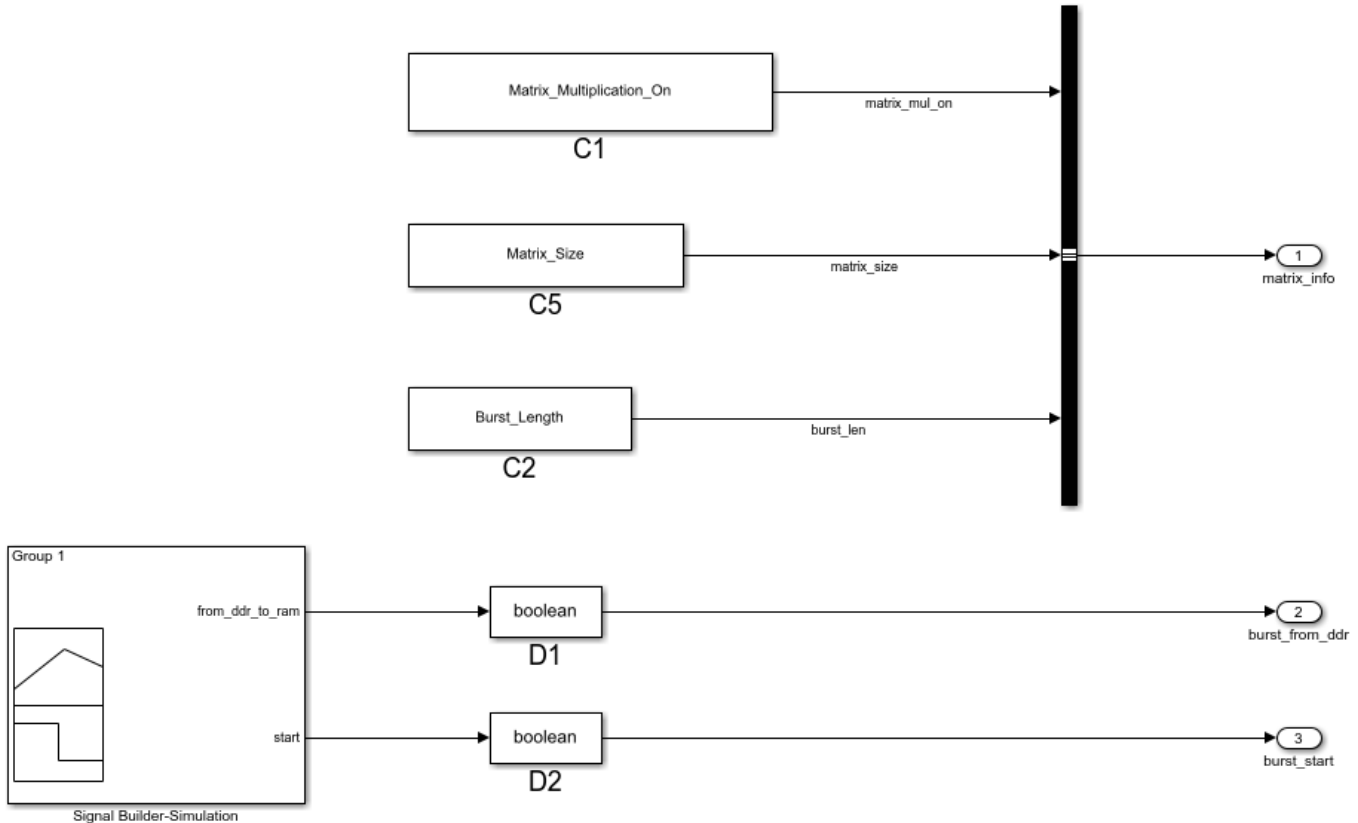 Matrix_Multiplication_On
matrix_mul_on
C1
Matrix_Size
matrix_size
1
C5
matrix_info
Burst_Length
burst_len
C2
Group 1
from_ddr_to_ram
boolean
2
D1
burst_from_ddr
start
boolean
3
D2
burst_start
Signal Builder-Simulation